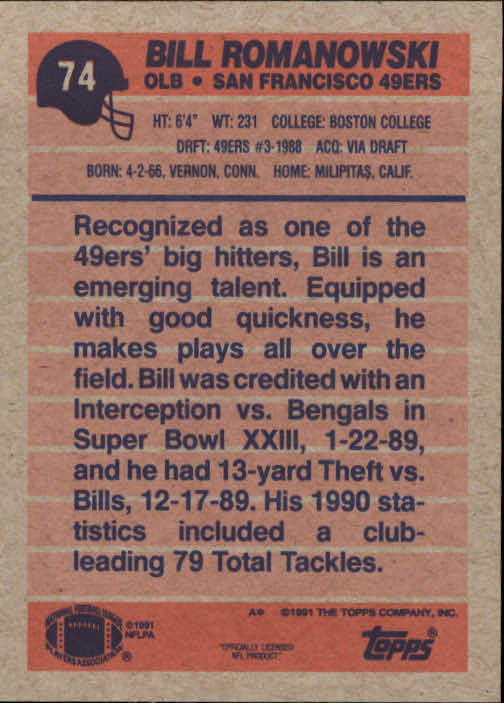 74
BILL ROMANOWSKI
OLB • SAN FRANCISCO 49ERS
HT: 6'4" WT: 231 COLLEGE: BOSTON COLLEGE
DRFT: 49ERS #3-1988 ACQ: VIA DRAFT
BORN: 4-2-66, VERNON, CONN. HOME: MILIPITAS, CALIF.
Recognized as one of the
49ers' big hitters, Bill is an
emerging talent. Equipped
with good quickness, he
makes plays all over the
field. Bill was credited with an
Interception vs. Bengals in
Super Bowl XXIII, 1-22-89,
and he had 13-yard Theft vs.
Bills, 12-17-89. His 1990 sta-
tistics included a club-
leading 79 Total Tackles.
A* ©1991 THE TOPPS COMPANY, INC.
NATIONAL FOOTBALL LEAGUE
PLAYERS ASSOCIATION ®
©1991
NFLPA
"OFFICIALLY LICENSED
NFL PRODUCT"
TOPPS®